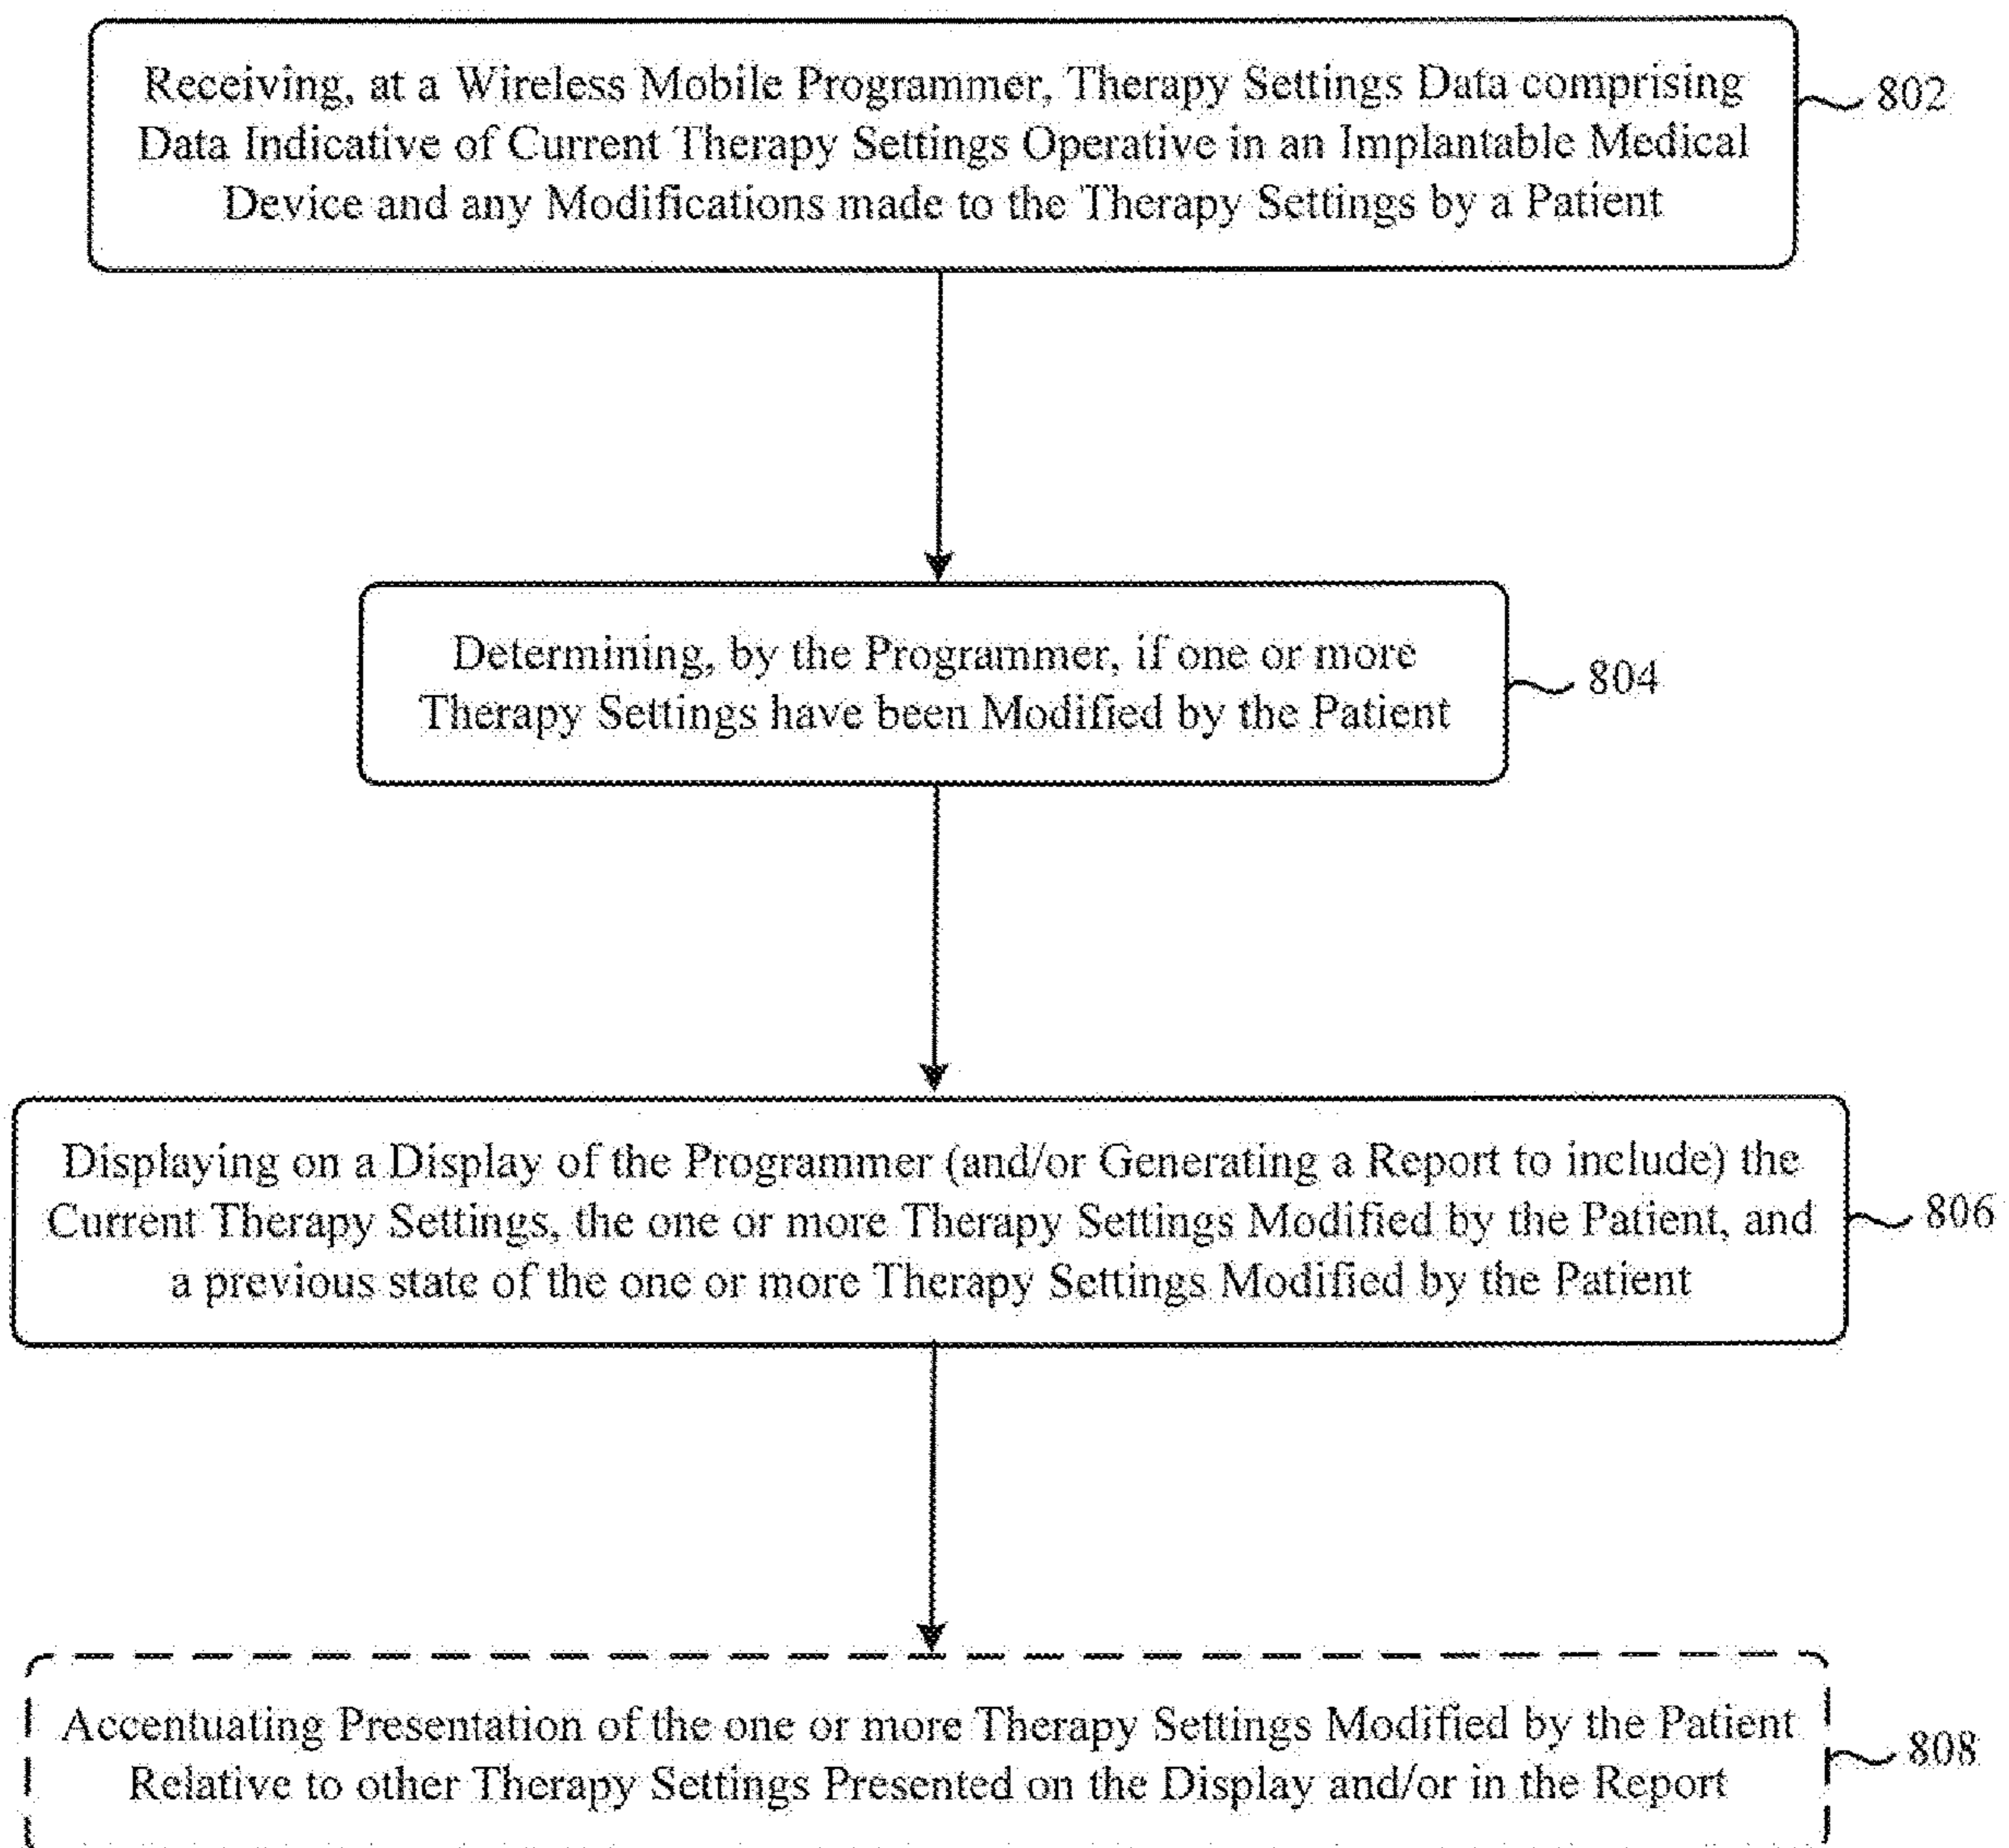 Receiving, at a Wireless Mobile Programmer, Therapy Settings Data comprising
Data Indicative of Current Therapy Settings Operative in an Implantable Medical
Device and any Modifications made to the Therapy Settings by a Patient
802
Determining, by the Programmer, if one or more
Therapy Settings have been Modified by the Patient
804
Displaying on a Display of the Programmer (and/or Generating a Report to include) the
Current Therapy Settings, the one or more Therapy Settings Modified by the Patient, and
a previous state of the one or more Therapy Settings Modified by the Patient
806
Accentuating Presentation of the one or more Therapy Settings Modified by the Patient
Relative to other Therapy Settings Presented on the Display and/or in the Report
808